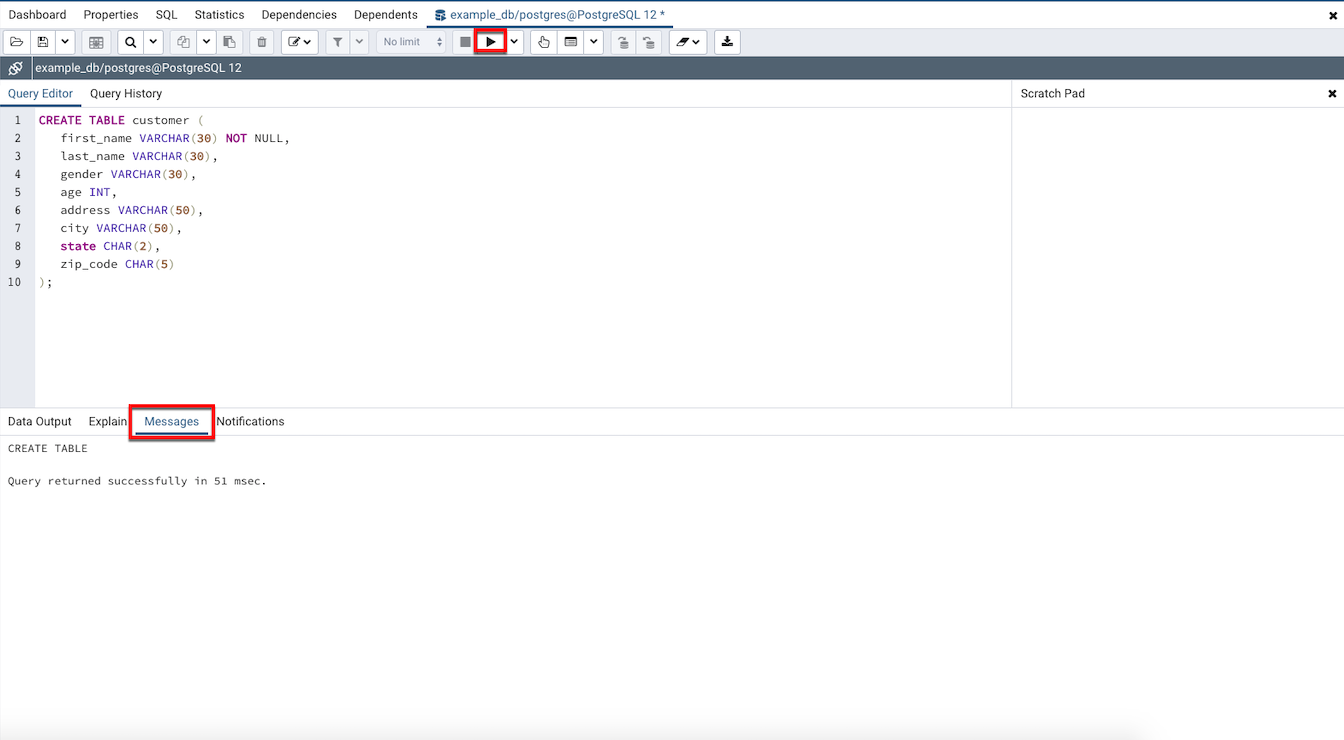 Dashboard Properties SQL Statistics Dependencies Dependents example_db/postgres@PostgreSQL 12 *
No limit
example_db/postgres@PostgreSQL 12
Query Editor Query History Scratch Pad
1 CREATE TABLE customer (
2 first_name VARCHAR(30) NOT NULL,
3 last_name VARCHAR(30),
4 gender VARCHAR(30),
5 age INT,
6 address VARCHAR(50),
7 city VARCHAR(50),
8 state CHAR(2),
9 zip_code CHAR(5)
10 );
Data Output Explain Messages Notifications
CREATE TABLE
Query returned successfully in 51 msec.